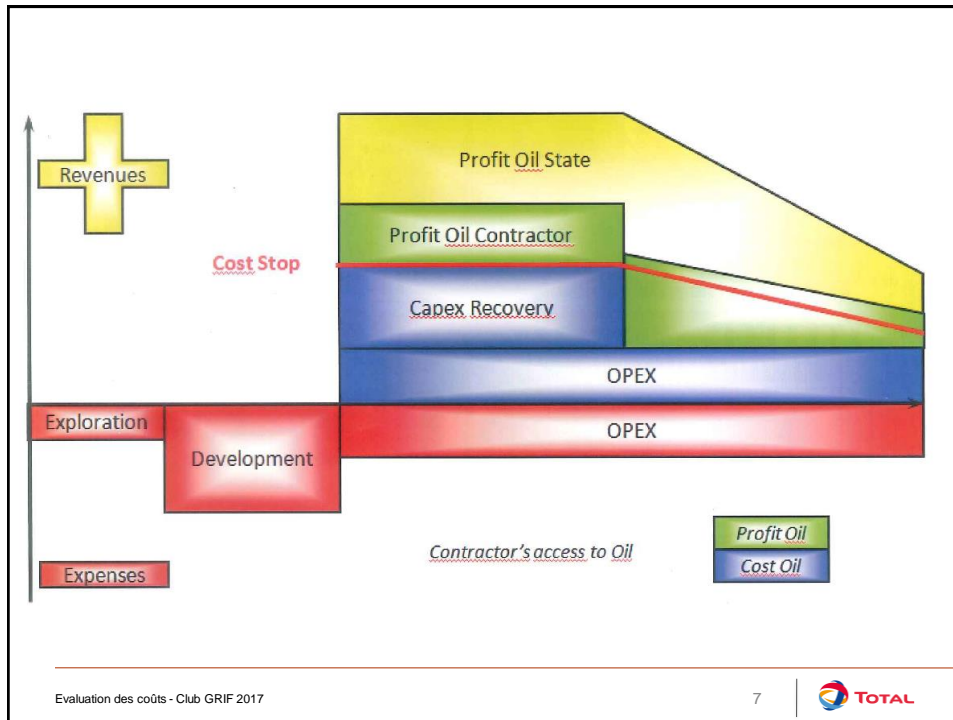 Revenues
Profit Oil State
Profit Oil Contractor
Cost Stop
Capex Recovery
OPEX
Exploration
OPEX
Development
Contractor's access to Oil
Profit Oil
Cost Oil
Expenses
Evaluation des coûts - Club GRIF 2017
7
TOTAL